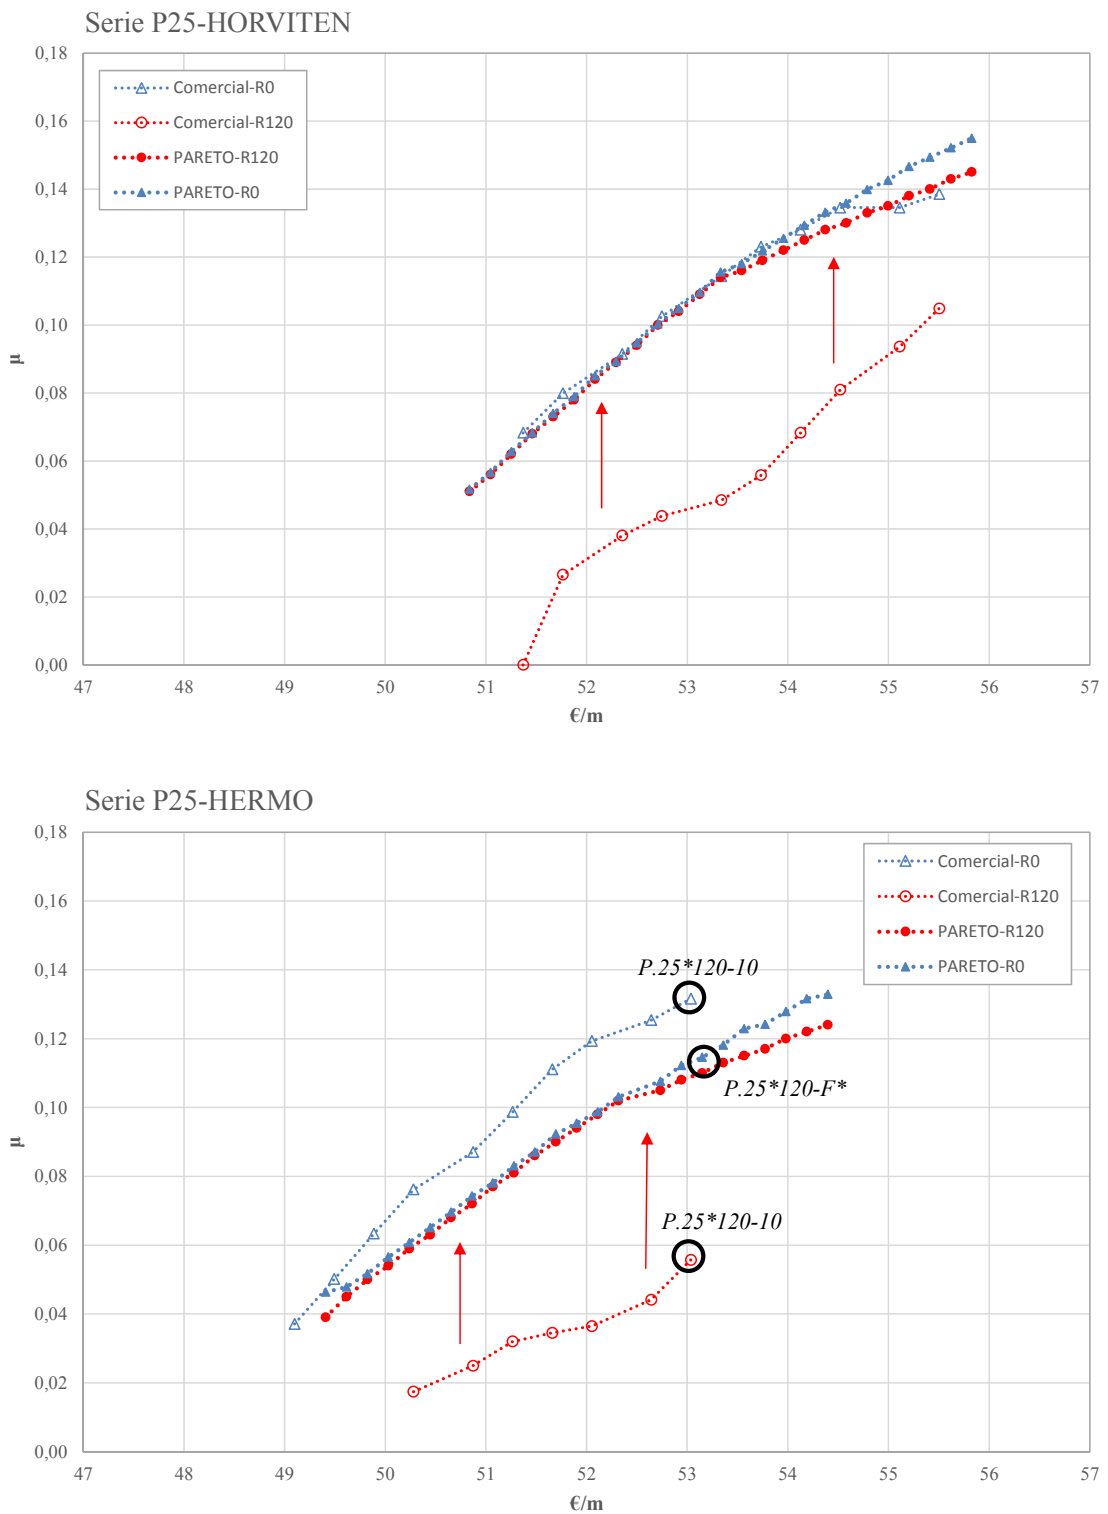 Serie P25-HORVITEN
0,18
0,16
0,14
0,12
0,10
0,08
0,06
0,04
0,02
0,00
μ
Comercial-R0
Comercial-R120
PARETO-R120
PARETO-R0
47 48 49 50 51 52 53 54 55 56 57
€/m
Serie P25-HERMO
0,18
0,16
0,14
0,12
0,10
0,08
0,06
0,04
0,02
0,00
μ
Comercial-R0
Comercial-R120
PARETO-R120
PARETO-R0
P.25*120-10
P.25*120-F*
P.25*120-10
47 48 49 50 51 52 53 54 55 56 57
€/m